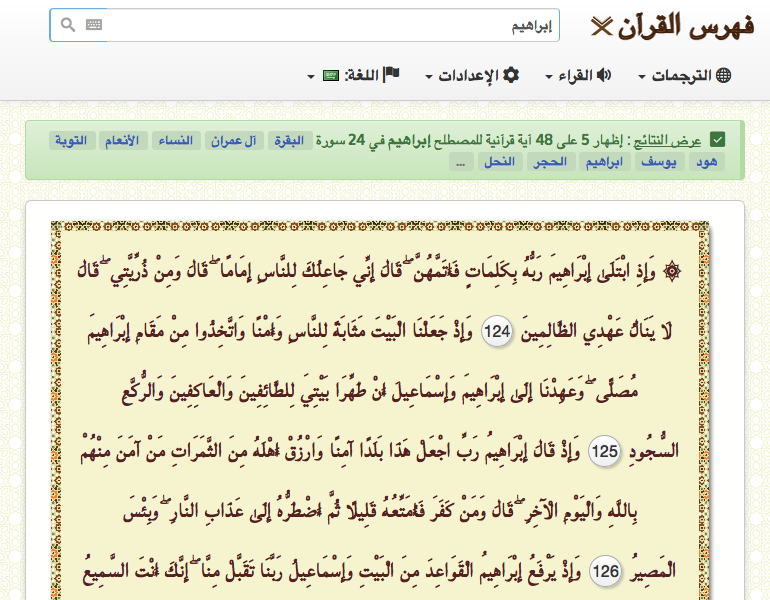 فهرس القرآن
إبراهيم
الترجمات
القراء
الإعدادات
اللغة:
عرض النتائج : إظهار 5 على 48 آية قرآنية للمصطلح إبراهيم في 24 سورة البقرة آل عمران النساء الأنعام التوبة
هود يوسف ابراهيم الحجر النحل ...
۞ وَإِذِ ابْتَلَىٰ إِبْرَاهِيمَ رَبُّهُ بِكَلِمَاتٍ فَأَتَمَّهُنَّ ۖ قَالَ إِنِّي جَاعِلُكَ لِلنَّاسِ إِمَامًا ۖ قَالَ وَمِنْ ذُرِّيَّتِي ۖ قَالَ
لَا يَنَالُ عَهْدِي الظَّالِمِينَ 124 وَإِذْ جَعَلْنَا الْبَيْتَ مَثَابَةً لِلنَّاسِ وَأَمْنًا وَاتَّخِذُوا مِنْ مَقَامِ إِبْرَاهِيمَ
مُصَلًّى ۖ وَعَهِدْنَا إِلَىٰ إِبْرَاهِيمَ وَإِسْمَاعِيلَ أَنْ طَهِّرَا بَيْتِيَ لِلطَّائِفِينَ وَالْعَاكِفِينَ وَالرُّكَّعِ
السُّجُودِ 125 وَإِذْ قَالَ إِبْرَاهِيمُ رَبِّ اجْعَلْ هَٰذَا بَلَدًا آمِنًا وَارْزُقْ أَهْلَهُ مِنَ الثَّمَرَاتِ مَنْ آمَنَ مِنْهُمْ
بِاللَّهِ وَالْيَوْمِ الْآخِرِ ۖ قَالَ وَمَنْ كَفَرَ فَأُمَتِّعُهُ قَلِيلًا ثُمَّ أَضْطَرُّهُ إِلَىٰ عَذَابِ النَّارِ ۖ وَبِئْسَ
الْمَصِيرُ 126 وَإِذْ يَرْفَعُ إِبْرَاهِيمُ الْقَوَاعِدَ مِنَ الْبَيْتِ وَإِسْمَاعِيلُ رَبَّنَا تَقَبَّلْ مِنَّا ۖ إِنَّكَ أَنْتَ السَّمِيعُ